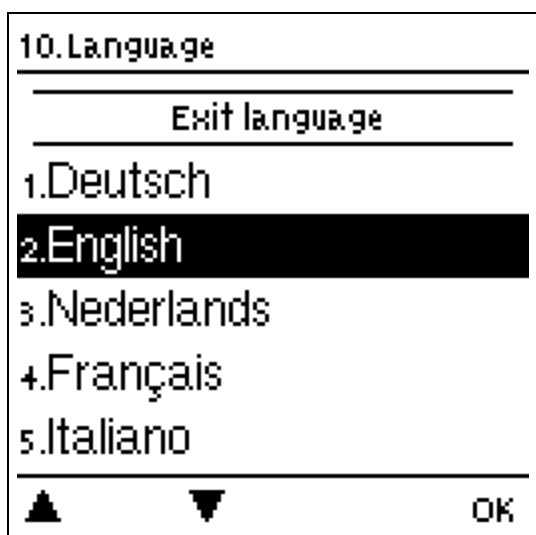 10.Language
Exit language
1.Deutsch
2.English
3.Nederlands
4.Français
5.Italiano
▲ ▼ OK